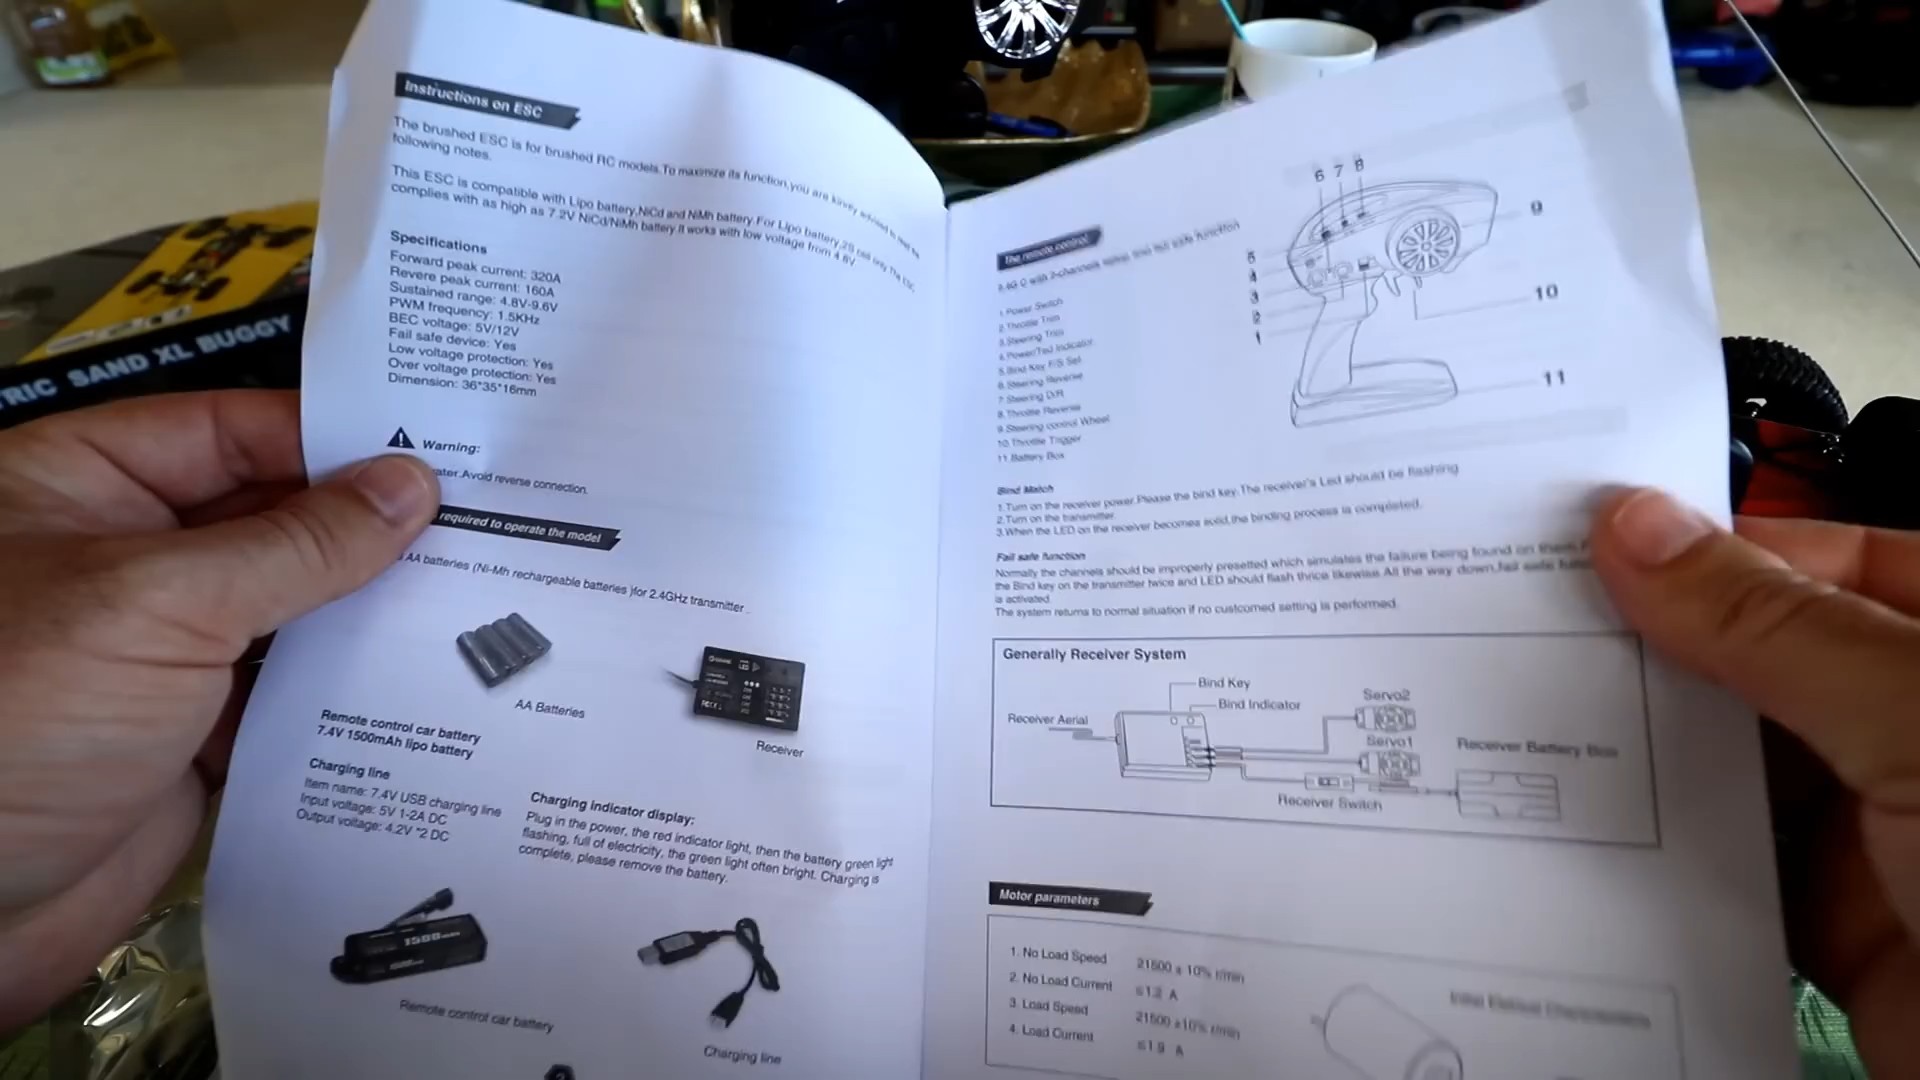 TRIC SAND XL BUGGY
Instructions on ESC
The brushed ESC is for brushed RC models.To maximize its function,you are kindly advised to
following notes.
This ESC is compatible with Lipo battery,NiCd and NiMh battery.For Lipo battery,2S cell only.The ESC
complies with as high as 7.2V NiCd/NiMh battery.It works with low voltage from 4.8V
Specifications
Forward peak current: 320A
Revere peak current: 160A
Sustained range: 4.8V-9.6V
PWM frequency: 1.5KHz
BEC voltage: 5V/12V
Fail safe device: Yes
Low voltage protection: Yes
Over voltage protection: Yes
Dimension: 36*35*16mm
Warning:
ater.Avoid reverse connection.
required to operate the model
AA batteries (Ni-Mh rechargeable batteries )for 2.4GHz transmitter .
AA Batteries
Receiver
Remote control car battery
7.4V 1500mAh lipo battery
Charging line
Item name: 7.4V USB charging line
Input voltage: 5V 1-2A DC
Output voltage: 4.2V *2 DC
Charging indicator display:
Plug in the power, the red indicator light, then the battery green light
flashing, full of electricity, the green light often bright. Charging is
complete, please remove the battery.
1500mAh
Remote control car battery
Charging line
The remote control
1.Power Switch
2.Throttle Trim
3.Steering Trim
5.Bind Key F/S Set
6.Steering Reverse
7.Steering D/R
8.Throttle Reverse
9.Steering control Wheel
10.Throttle Trigger
11.Battery Box
6 7 8
5
4
3
2
1
9
10
11
Bind Match
1.Turn on the receiver power.Please the bind key.The receiver's Led should be flashing
2.Turn on the transmitter.
3.When the LED on the receiver becomes solid,the binding process is completed.
Fail safe function
Normally the channels should be improperly presetted which simulates the failure being found on them.
the Bind key on the transmitter twice and LED should flash thrice likewise.All the way down,fail safe
is activated.
The system returns to normal situation if no customed setting is performed.
Generally Receiver System
Bind Key
Bind Indicator
Receiver Aerial
Servo2
Servo1
Receiver Battery Box
Receiver Switch
Motor parameters
1. No Load Speed 21500 ± 10% r/min
2. No Load Current ≤1.2 A
3. Load Speed 21500 ±10% r/min
4. Load Current ≤1.9 A